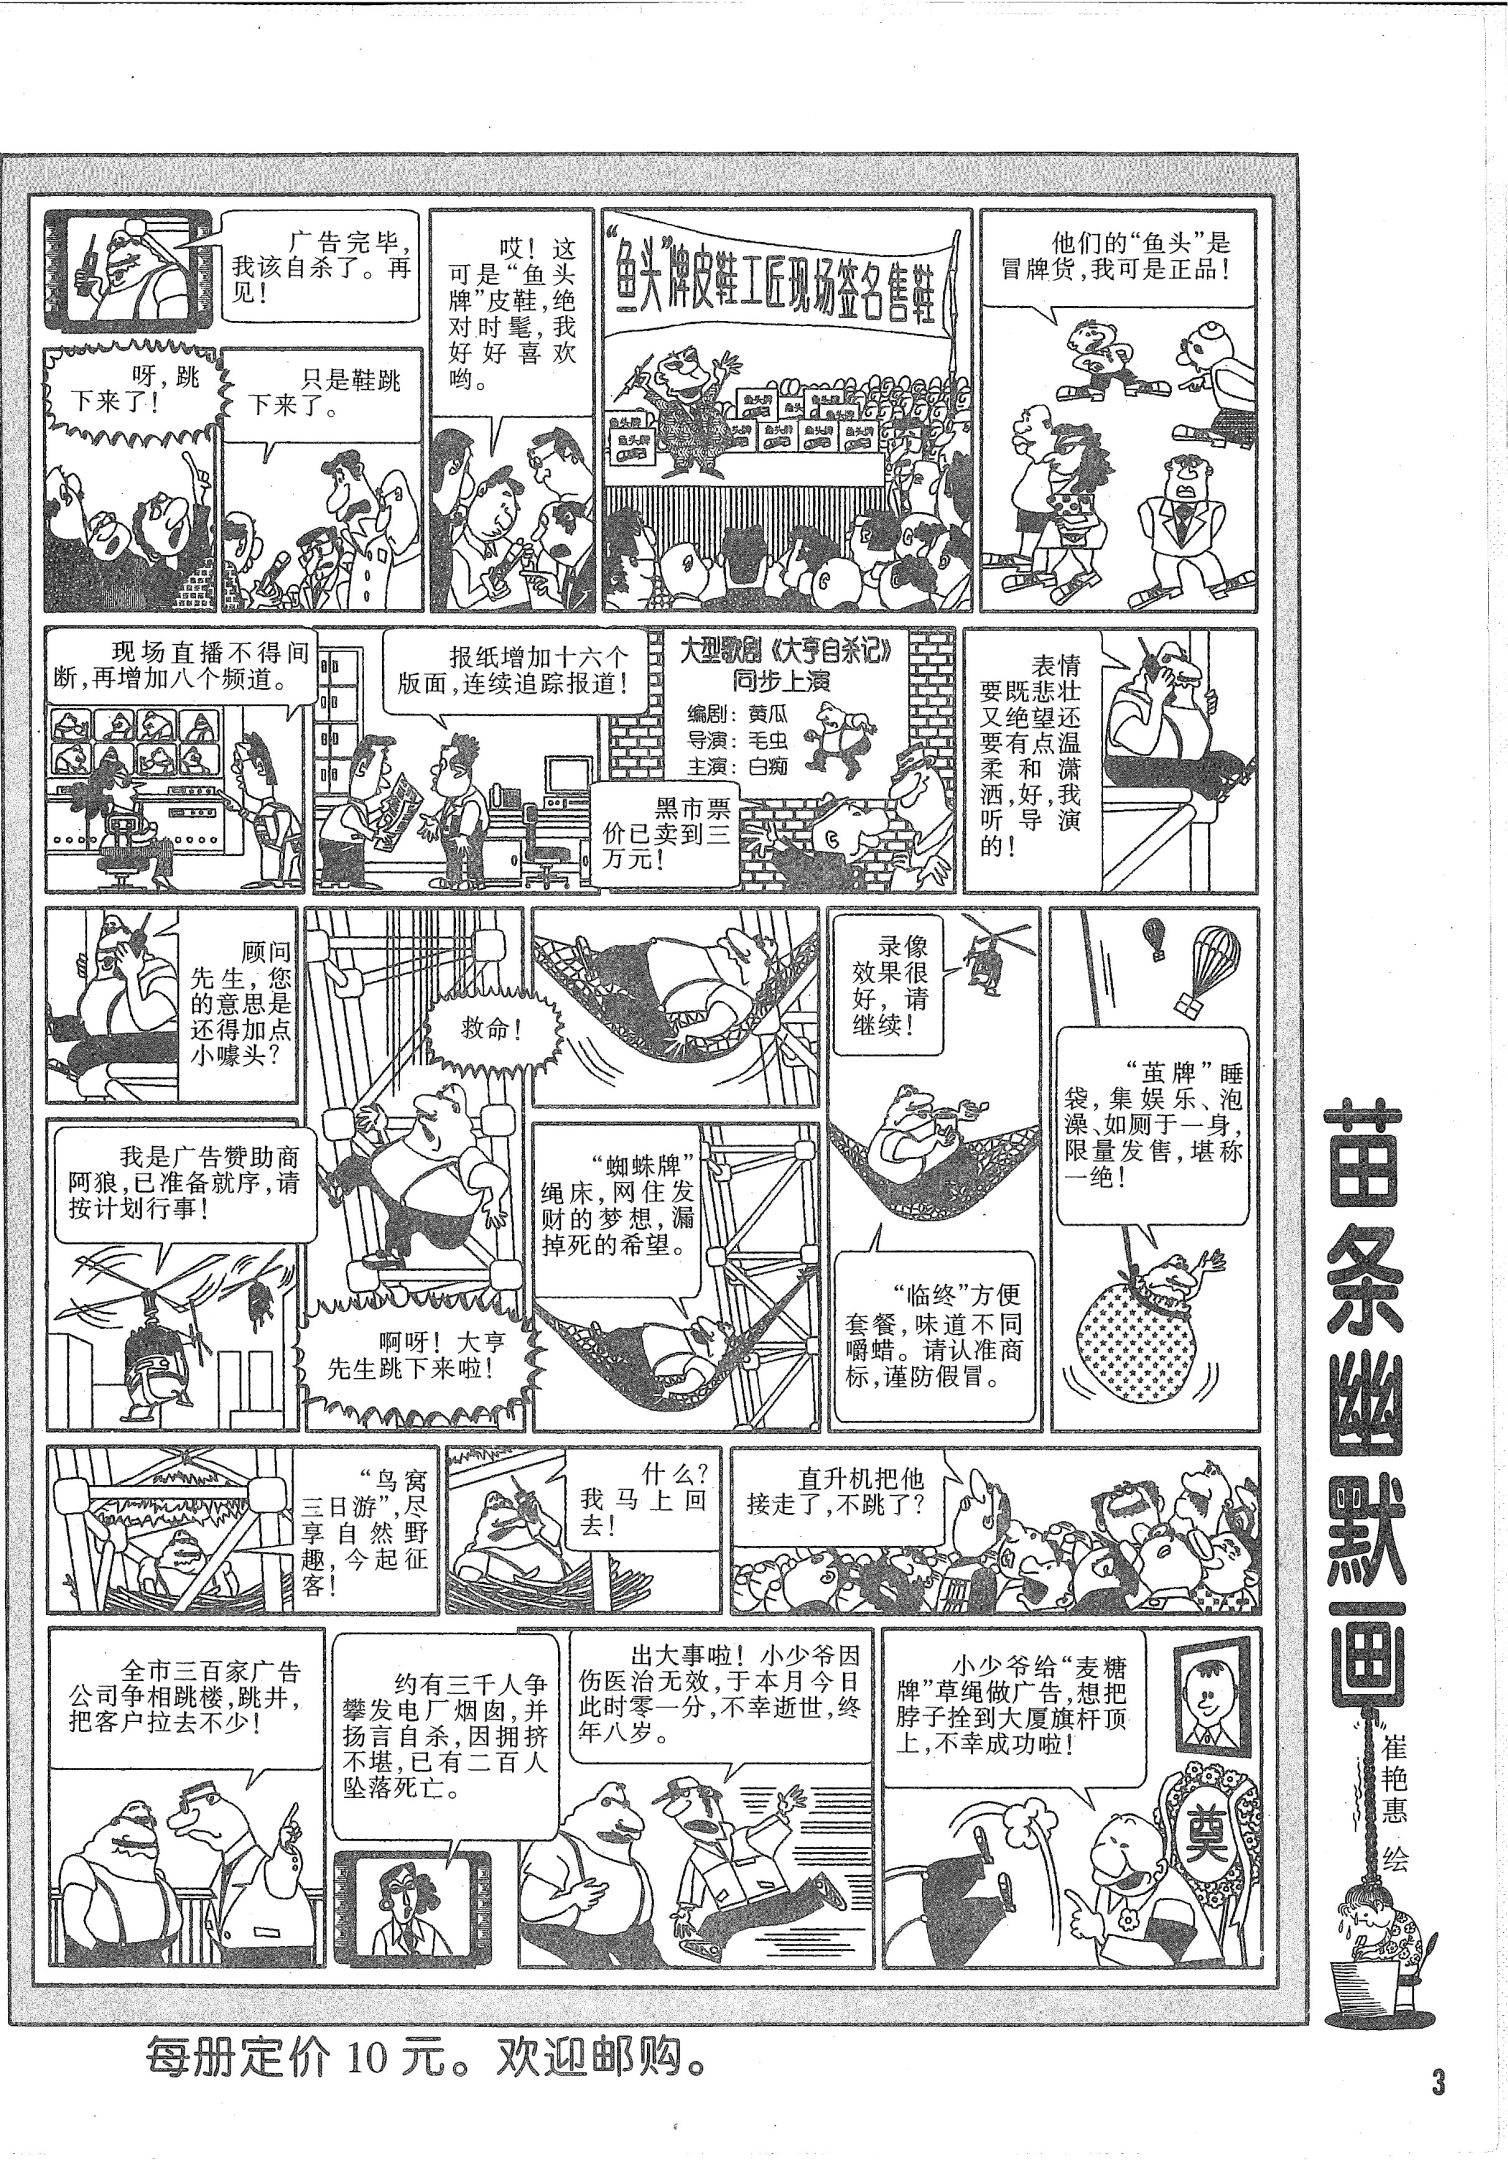 广告完毕，
我该自杀了。再
见！
呀，跳
下来了！
只是鞋跳
下来了。
哎！这
可是“鱼头
牌”皮鞋，绝
对时髦，我
好好喜欢
哟。
“鱼头”牌皮鞋工匠现场签名售鞋
鱼头牌
鱼头牌
鱼头牌
鱼头牌
鱼头牌
鱼头牌
鱼头牌
鱼头牌
他们的“鱼头”是
冒牌货，我可是正品！
现场直播不得间
断，再增加八个频道。
报纸增加十六个
版面，连续追踪报道！
大型歌剧《大亨自杀记》
同步上演
编剧：黄瓜
导演：毛虫
主演：白痴
黑市票
价已卖到三
万元！
表情
要既悲壮
又绝望还
要有点温
柔和潇
洒，好，我
听导演
的！
顾问
先生，您
的意思是
还得加点
小噱头？
我是广告赞助商
阿狼，已准备就序，请
按计划行事！
救命！
啊呀！大亨
先生跳下来啦！
“蜘蛛牌”
绳床，网住发
财的梦想，漏
掉死的希望。
录像
效果很
好，请
继续！
“临终”方便
套餐，味道不同
嚼蜡。请认准商
标，谨防假冒。
“茧牌”睡
袋，集娱乐、泡
澡、如厕于一身，
限量发售，堪称
一绝！
“鸟窝
三日游”，尽
享自然野
趣，今起征
客！
什么？
我马上回
去！
直升机把他
接走了，不跳了？
全市三百家广告
公司争相跳楼，跳井，
把客户拉去不少！
约有三千人争
攀发电厂烟囱，并
扬言自杀，因拥挤
不堪，已有二百人
坠落死亡。
出大事啦！小少爷因
伤医治无效，于本月今日
此时零一分，不幸逝世，终
年八岁。
小少爷给“麦糖
牌”草绳做广告，想把
脖子拴到大厦旗杆顶
上，不幸成功啦！
奠
苗条幽默画
崔艳惠 绘
每册定价 10 元。欢迎邮购。
3